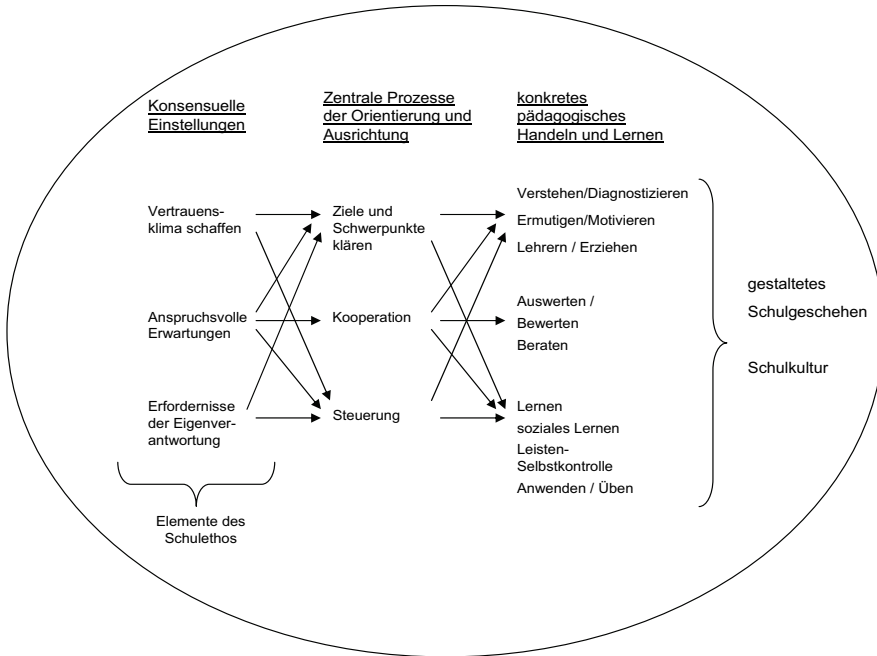 Konsensuelle
Einstellungen
Zentrale Prozesse
der Orientierung und
Ausrichtung
konkretes
pädagogisches
Handeln und Lernen
Vertrauens-
klima schaffen
Anspruchsvolle
Erwartungen
Erfordernisse
der Eigenver-
antwortung
Elemente des
Schulethos
Ziele und
Schwerpunkte
klären
Kooperation
Steuerung
Verstehen/Diagnostizieren
Ermutigen/Motivieren
Lehrern / Erziehen
Auswerten /
Bewerten
Beraten
Lernen
soziales Lernen
Leisten-
Selbstkontrolle
Anwenden / Üben
gestaltetes
Schulgeschehen
Schulkultur